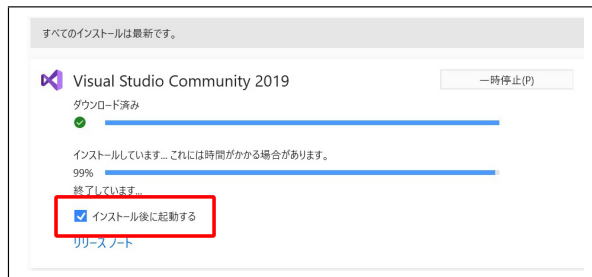 すべてのインストールは最新です。
Visual Studio Community 2019
一時停止(P)
ダウンロード済み
インストールしています... これには時間がかかる場合があります。
99%
終了しています...
インストール後に起動する
リリース ノート